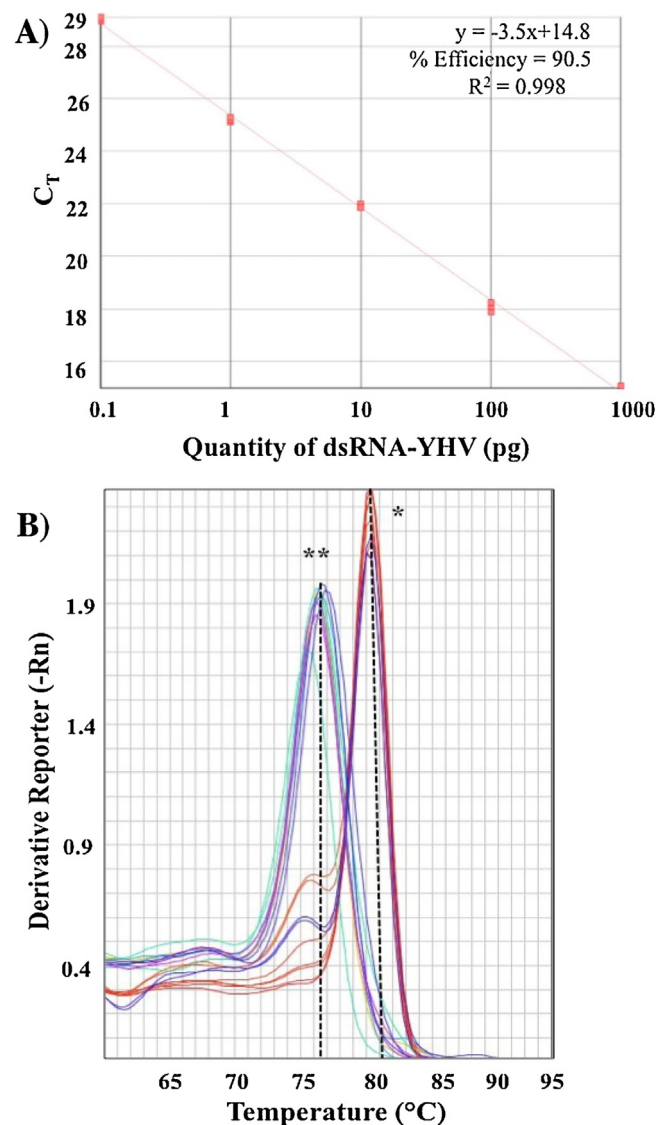 A)
y = -3.5x+14.8
% Efficiency = 90.5
R² = 0.998
29
28
26
24
22
20
18
16
C_T
0.1 1 10 100 1000
Quantity of dsRNA-YHV (pg)
B)
**
*
1.9
1.4
0.9
0.4
Derivative Reporter (-Rn)
65 70 75 80 85 90 95
Temperature (°C)